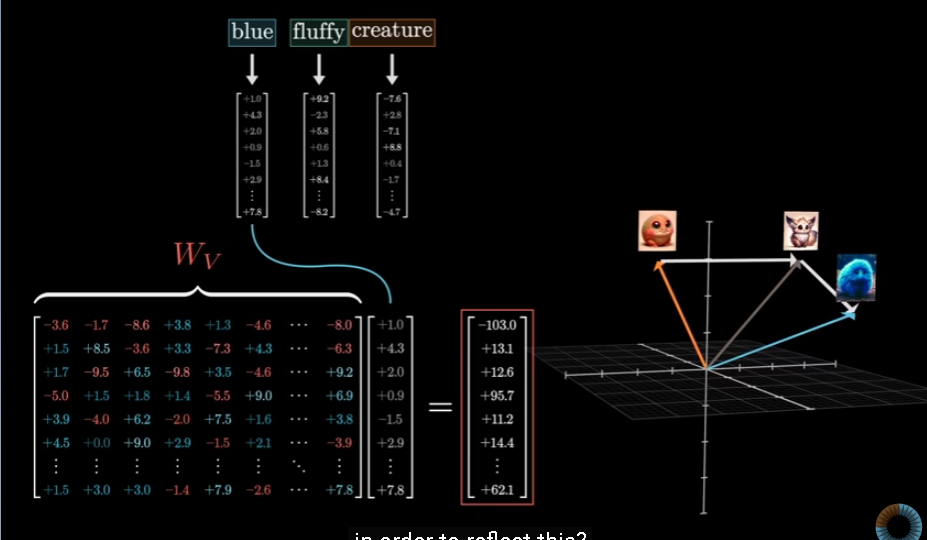 blue fluffy creature
+1.0 +9.2 −7.6
+4.3 −2.3 +2.8
+2.0 +5.8 −7.1
+0.9 +0.6 +8.8
−1.5 +1.3 +0.4
+2.9 +8.4 −1.7
⋮ ⋮ ⋮
+7.8 −8.2 −4.7
W_V
−3.6 −1.7 −8.6 +3.8 +1.3 −4.6 ⋯ −8.0 +1.0 −103.0
+1.5 +8.5 −3.6 +3.3 −7.3 +4.3 ⋯ −6.3 +4.3 +13.1
+1.7 −9.5 +6.5 −9.8 +3.5 −4.6 ⋯ +9.2 +2.0 +12.6
−5.0 +1.5 +1.8 +1.4 −5.5 +9.0 ⋯ +6.9 +0.9 +95.7
=
+3.9 −4.0 +6.2 −2.0 +7.5 +1.6 ⋯ +3.8 −1.5 +11.2
+4.5 +0.0 +9.0 +2.9 −1.5 +2.1 ⋯ −3.9 +2.9 +14.4
⋮ ⋮ ⋮ ⋮ ⋮ ⋮ ⋱ ⋮ ⋮ ⋮
+1.5 +3.0 +3.0 −1.4 +7.9 −2.6 ⋯ +7.8 +7.8 +62.1
in order to reflect this?